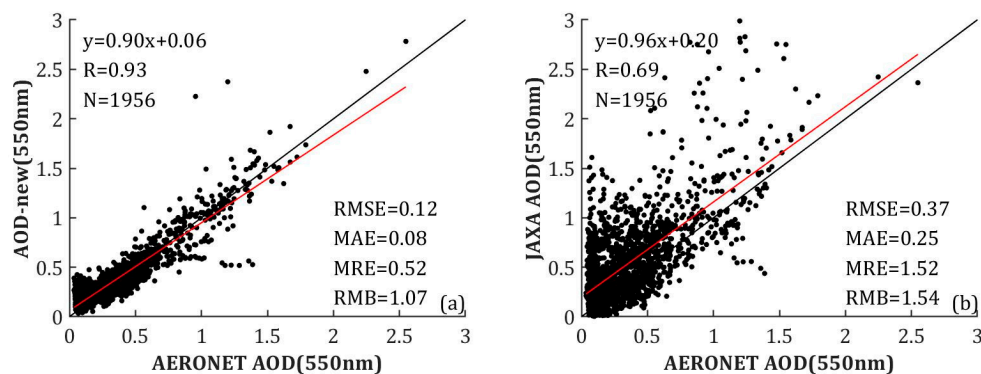 y=0.90x+0.06
R=0.93
N=1956
RMSE=0.12
MAE=0.08
MRE=0.52
RMB=1.07
(a)
AOD-new(550nm)
3
2.5
2
1.5
1
0.5
0
0
0.5
1
1.5
2
2.5
3
AERONET AOD(550nm)
y=0.96x+0.20
R=0.69
N=1956
RMSE=0.37
MAE=0.25
MRE=1.52
RMB=1.54
(b)
JAXA AOD(550nm)
3
2.5
2
1.5
1
0.5
0
0
0.5
1
1.5
2
2.5
3
AERONET AOD(550nm)